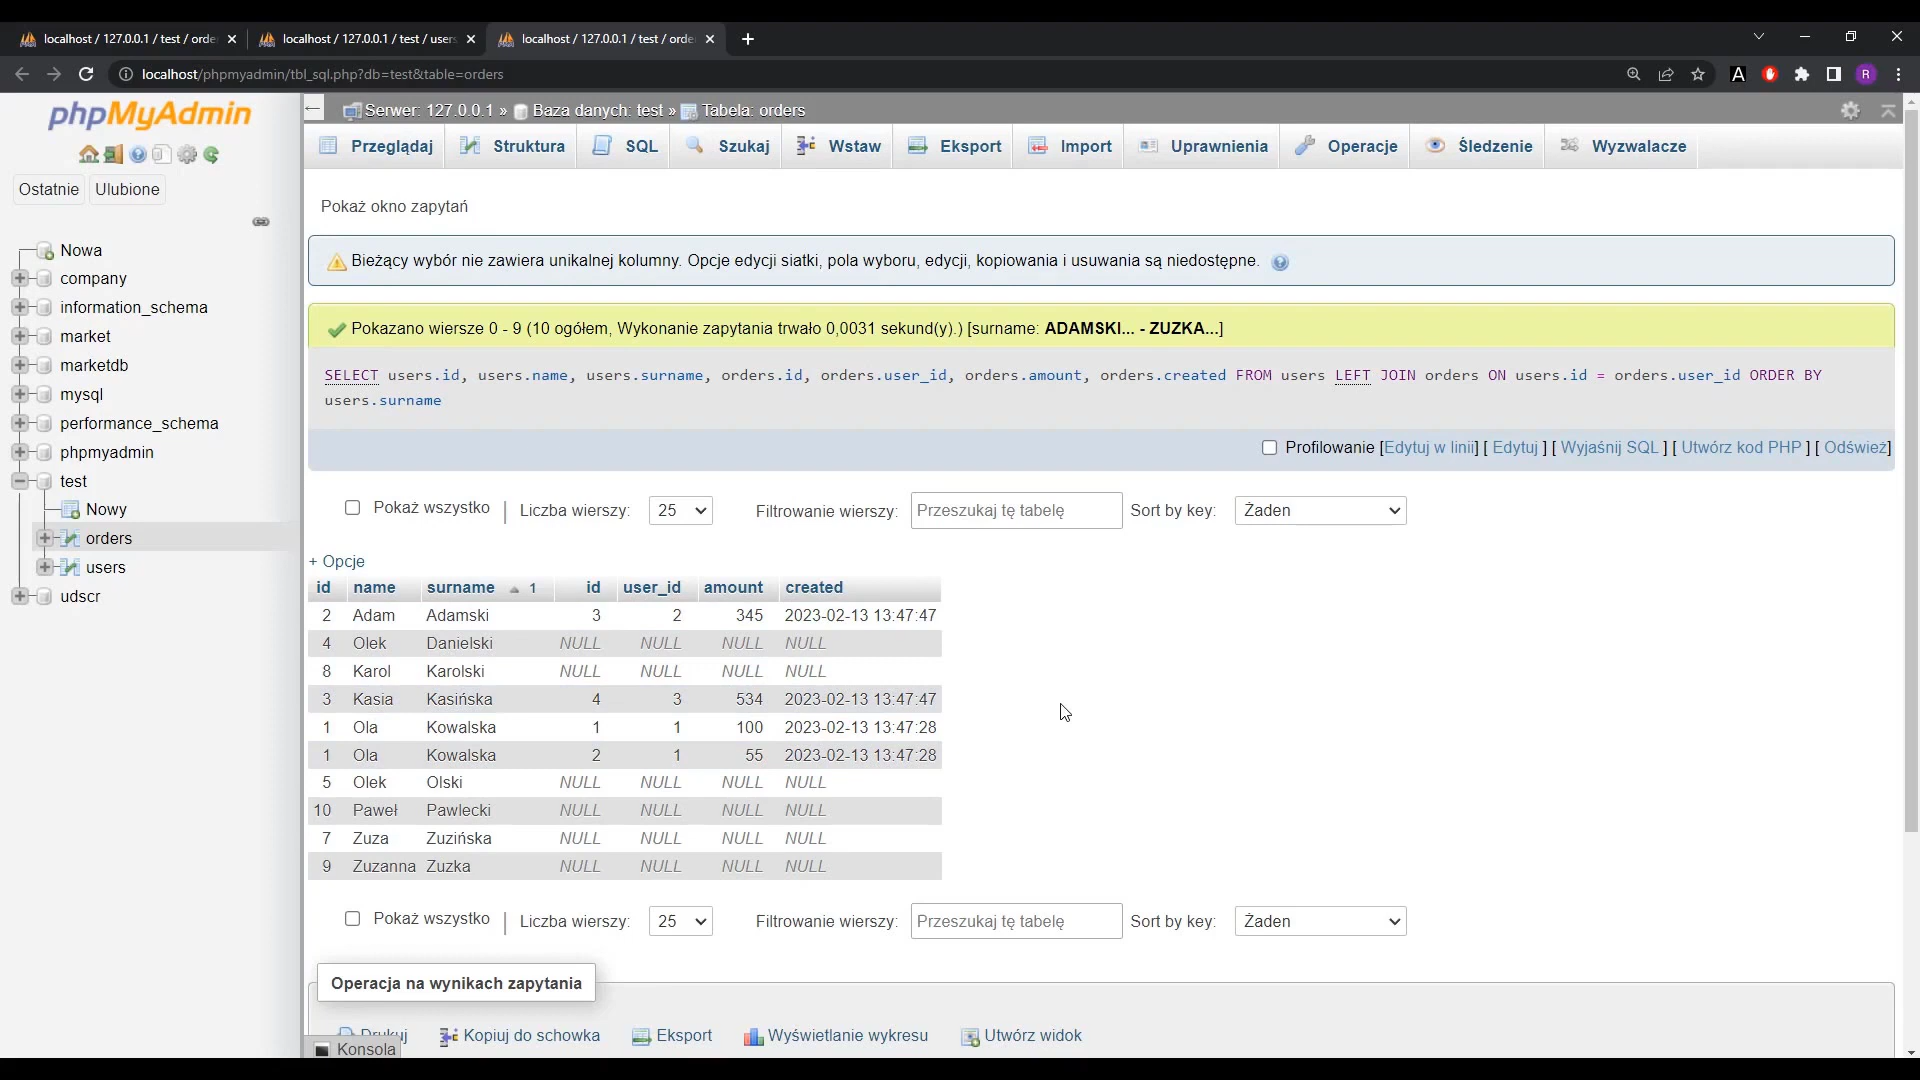 localhost / 127.0.0.1 / test / orde
localhost / 127.0.0.1 / test / users
localhost / 127.0.0.1 / test / orde
localhost/phpmyadmin/tbl_sql.php?db=test&table=orders
A
R
phpMyAdmin
Ostatnie
Ulubione
Nowa
company
information_schema
market
marketdb
mysql
performance_schema
phpmyadmin
test
Nowy
orders
users
udscr
Serwer: 127.0.0.1 » Baza danych: test » Tabela: orders
Przeglądaj Struktura SQL Szukaj Wstaw Eksport Import Uprawnienia Operacje Śledzenie Wyzwalacze
Pokaż okno zapytań
Bieżący wybór nie zawiera unikalnej kolumny. Opcje edycji siatki, pola wyboru, edycji, kopiowania i usuwania są niedostępne.
Pokazano wiersze 0 - 9 (10 ogółem, Wykonanie zapytania trwało 0,0031 sekund(y).) [surname: ADAMSKI... - ZUZKA...]
SELECT users.id, users.name, users.surname, orders.id, orders.user_id, orders.amount, orders.created FROM users LEFT JOIN orders ON users.id = orders.user_id ORDER BY
users.surname
Profilowanie [Edytuj w linii] [ Edytuj ] [ Wyjaśnij SQL ] [ Utwórz kod PHP ] [ Odśwież]
Pokaż wszystko | Liczba wierszy: 25 Filtrowanie wierszy: Przeszukaj tę tabelę Sort by key: Żaden
+ Opcje
id name surname 1 id user_id amount created
2 Adam Adamski 3 2 345 2023-02-13 13:47:47
4 Olek Danielski NULL NULL NULL NULL
8 Karol Karolski NULL NULL NULL NULL
3 Kasia Kasińska 4 3 534 2023-02-13 13:47:47
1 Ola Kowalska 1 1 100 2023-02-13 13:47:28
1 Ola Kowalska 2 1 55 2023-02-13 13:47:28
5 Olek Olski NULL NULL NULL NULL
10 Paweł Pawlecki NULL NULL NULL NULL
7 Zuza Zuzińska NULL NULL NULL NULL
9 Zuzanna Zuzka NULL NULL NULL NULL
Pokaż wszystko | Liczba wierszy: 25 Filtrowanie wierszy: Przeszukaj tę tabelę Sort by key: Żaden
Operacja na wynikach zapytania
Drukuj Kopiuj do schowka Eksport Wyświetlanie wykresu Utwórz widok
Konsola